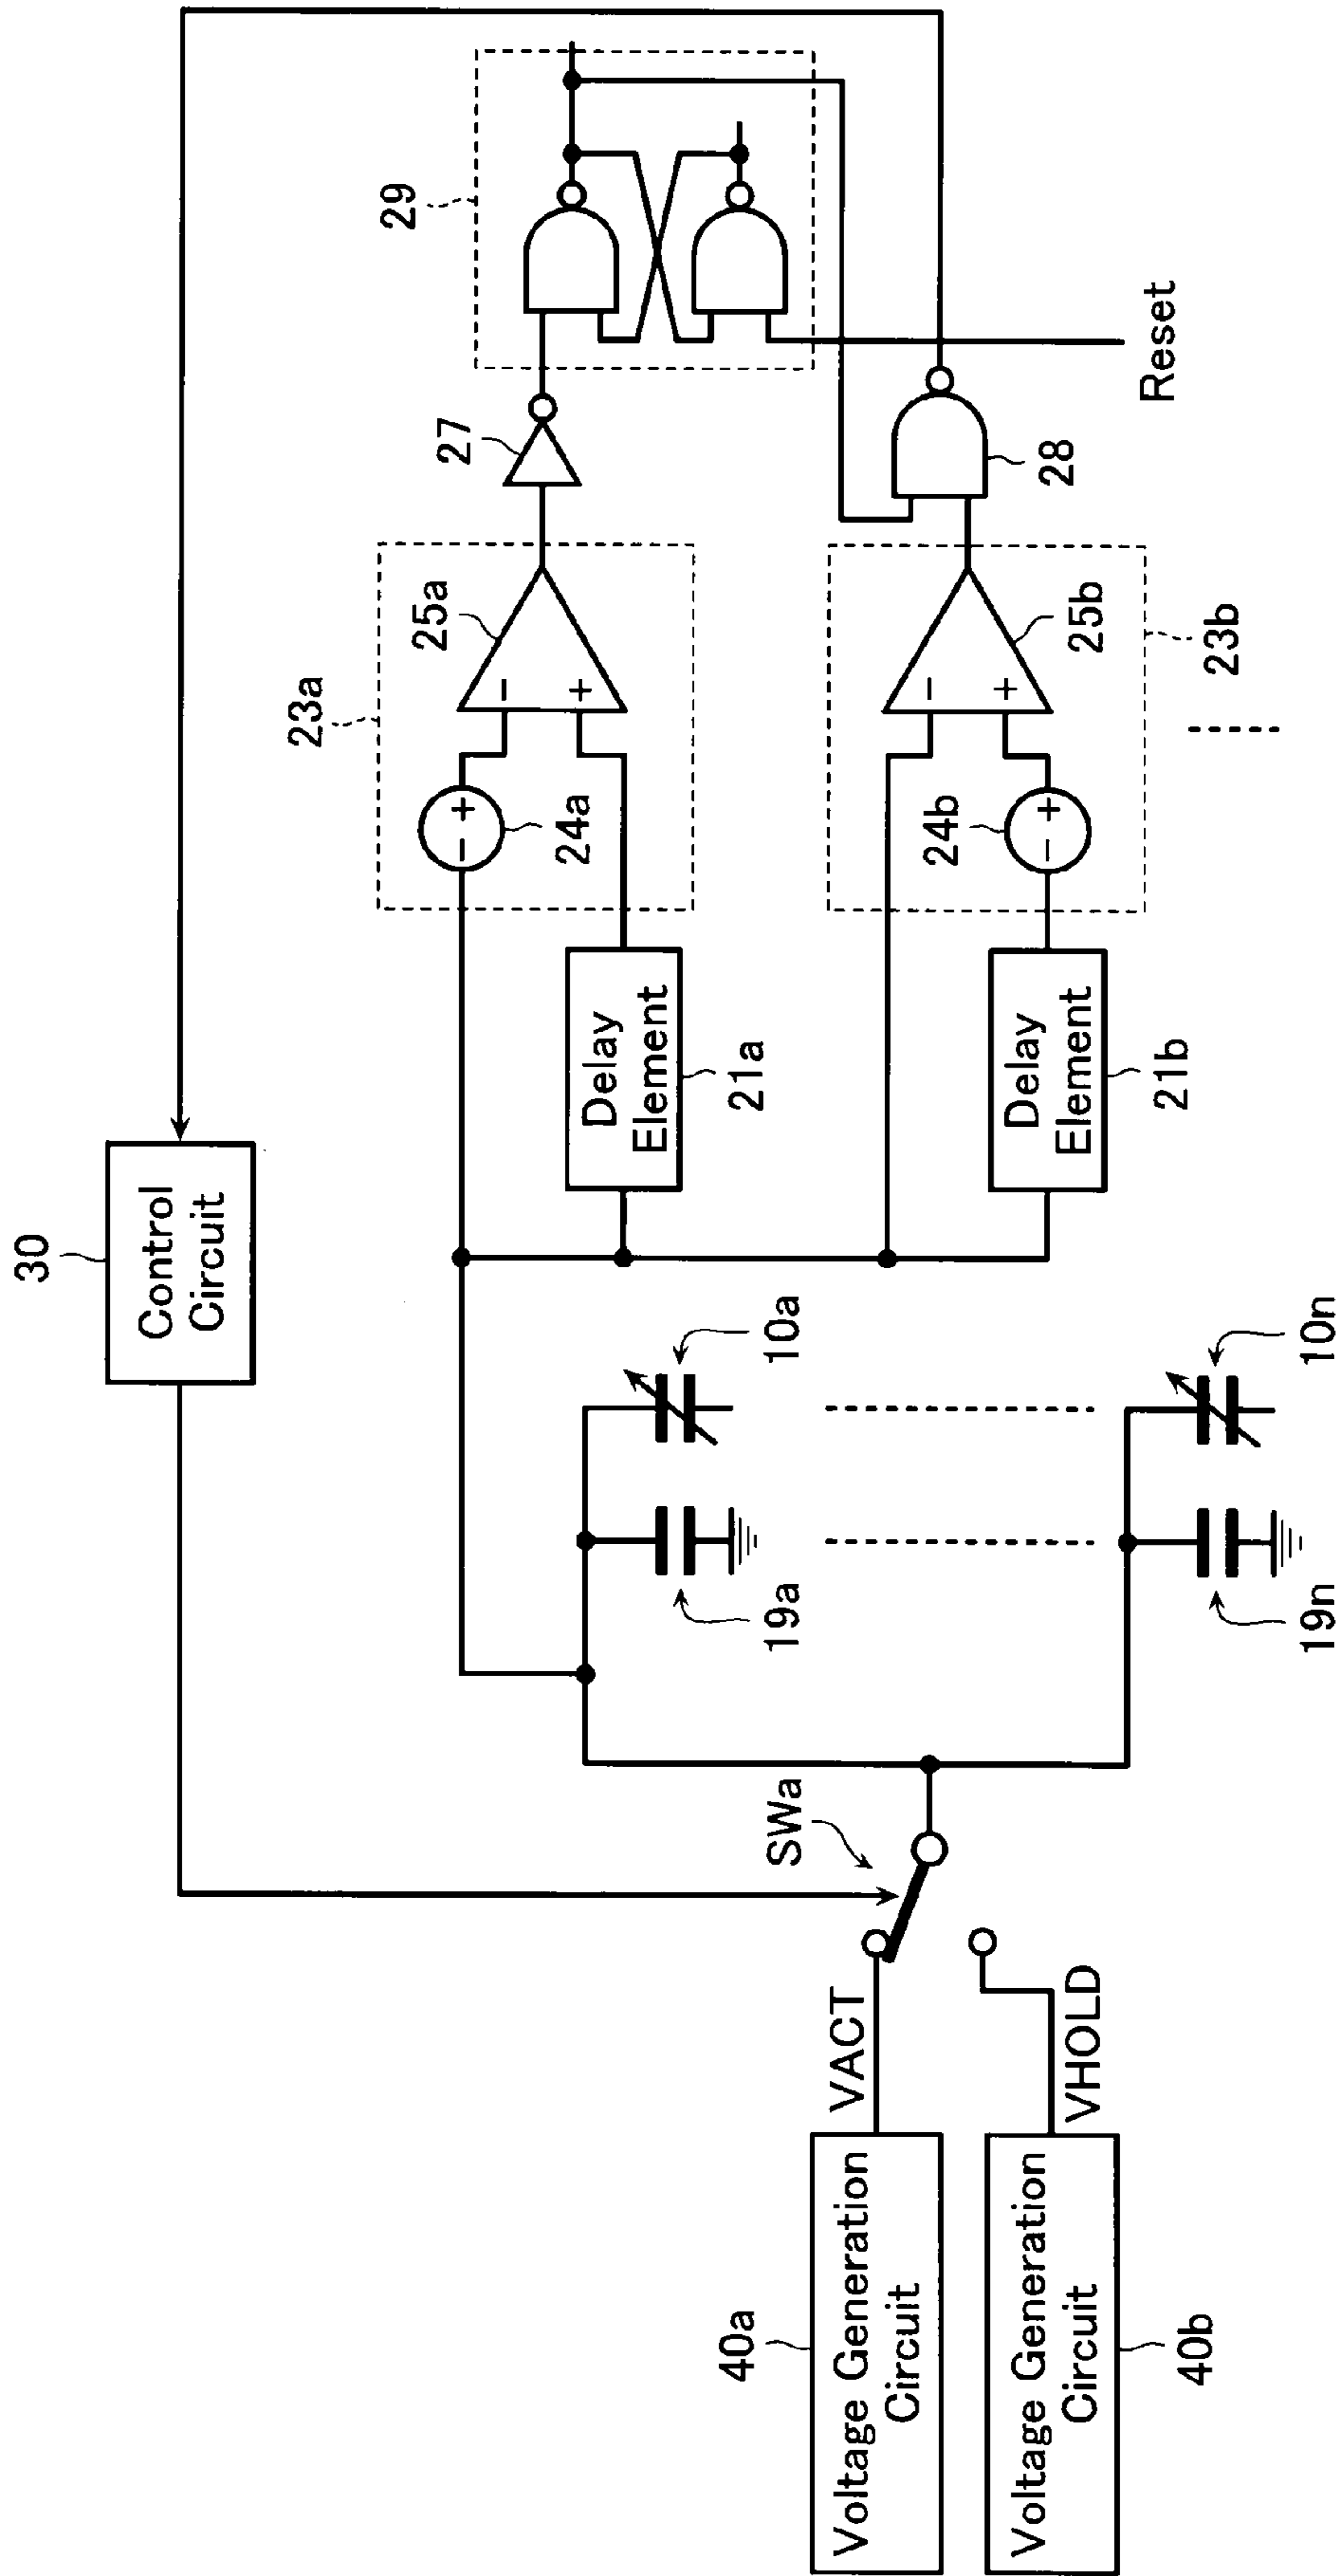 30
Control
Circuit
23a
29
25a
27
24a
Delay
Element
21a
40a
Voltage Generation
Circuit
VACT
SWa
19a
10a
24b
25b
28
Reset
Voltage Generation
Circuit
VHOLD
40b
Delay
Element
21b
23b
19n
10n
+
−
+
−
+
−
+
−